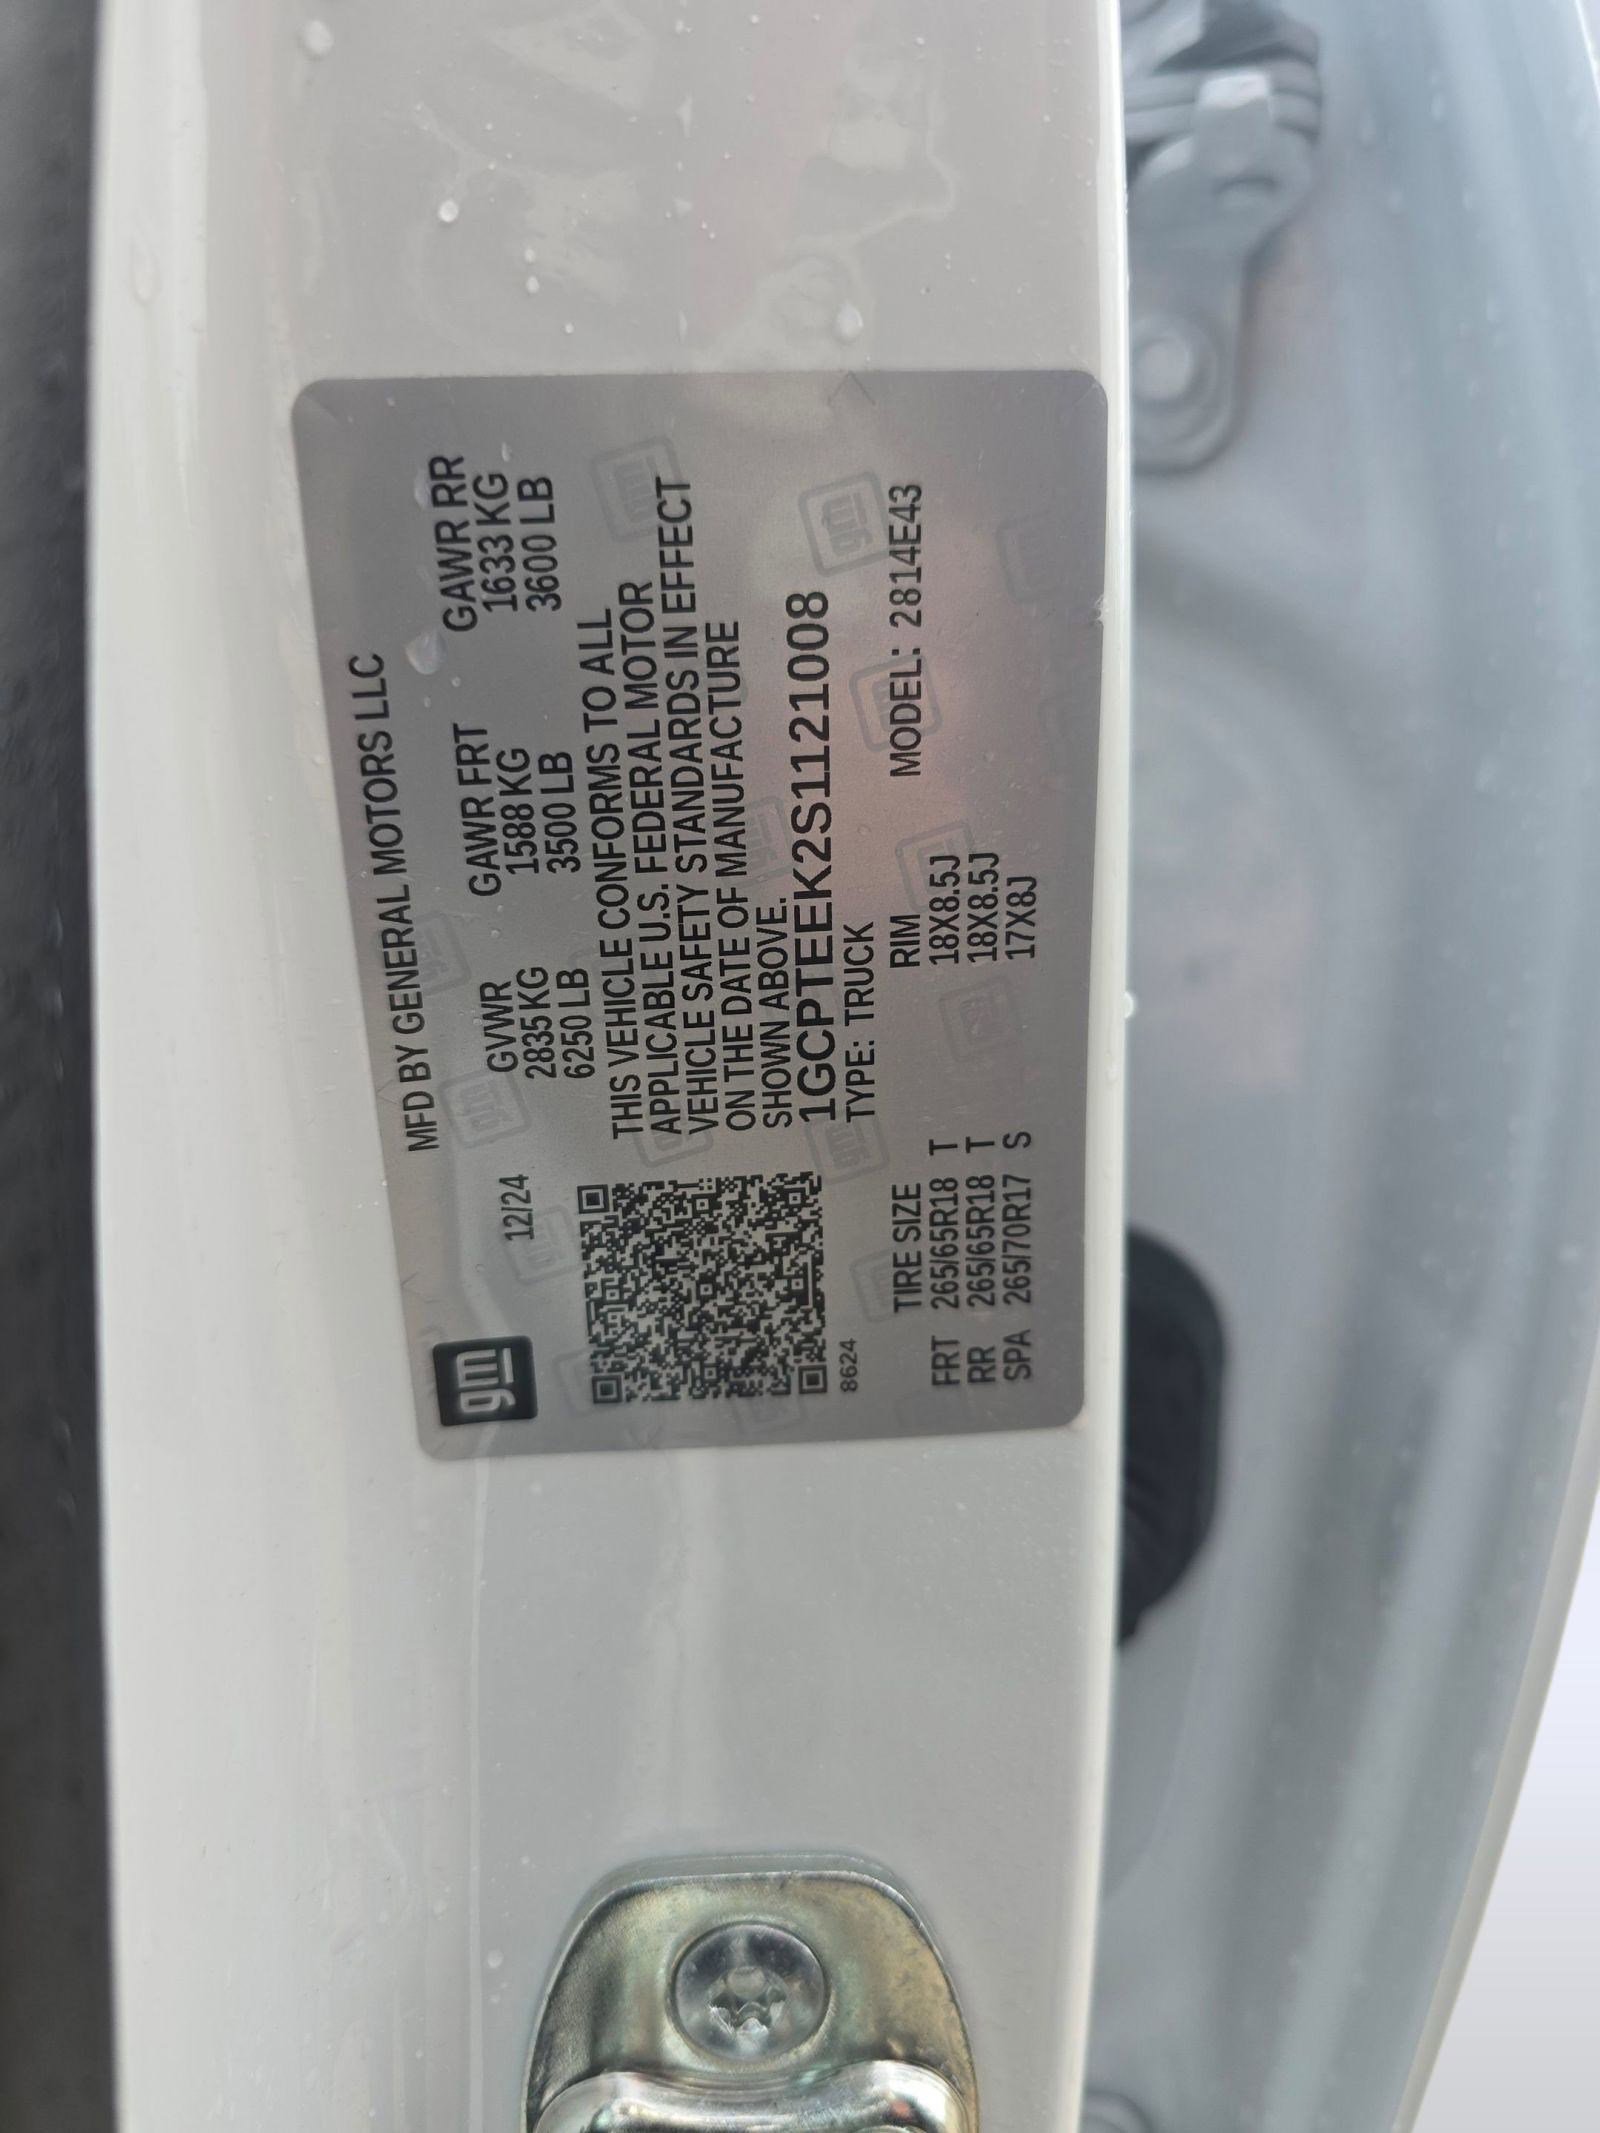 gm
MFD BY GENERAL MOTORS LLC
12/24
GVWR GAWR FRT GAWR RR
2835 KG 1588 KG 1633 KG
6250 LB 3500 LB 3600 LB
THIS VEHICLE CONFORMS TO ALL
APPLICABLE U.S. FEDERAL MOTOR
VEHICLE SAFETY STANDARDS IN EFFECT
ON THE DATE OF MANUFACTURE
SHOWN ABOVE.
1GCPTEEK2S1121008
8624
TYPE: TRUCK
TIRE SIZE RIM MODEL: 2814E43
FRT 265/65R18 T 18X8.5J
RR 265/65R18 T 18X8.5J
SPA 265/70R17 S 17X8J